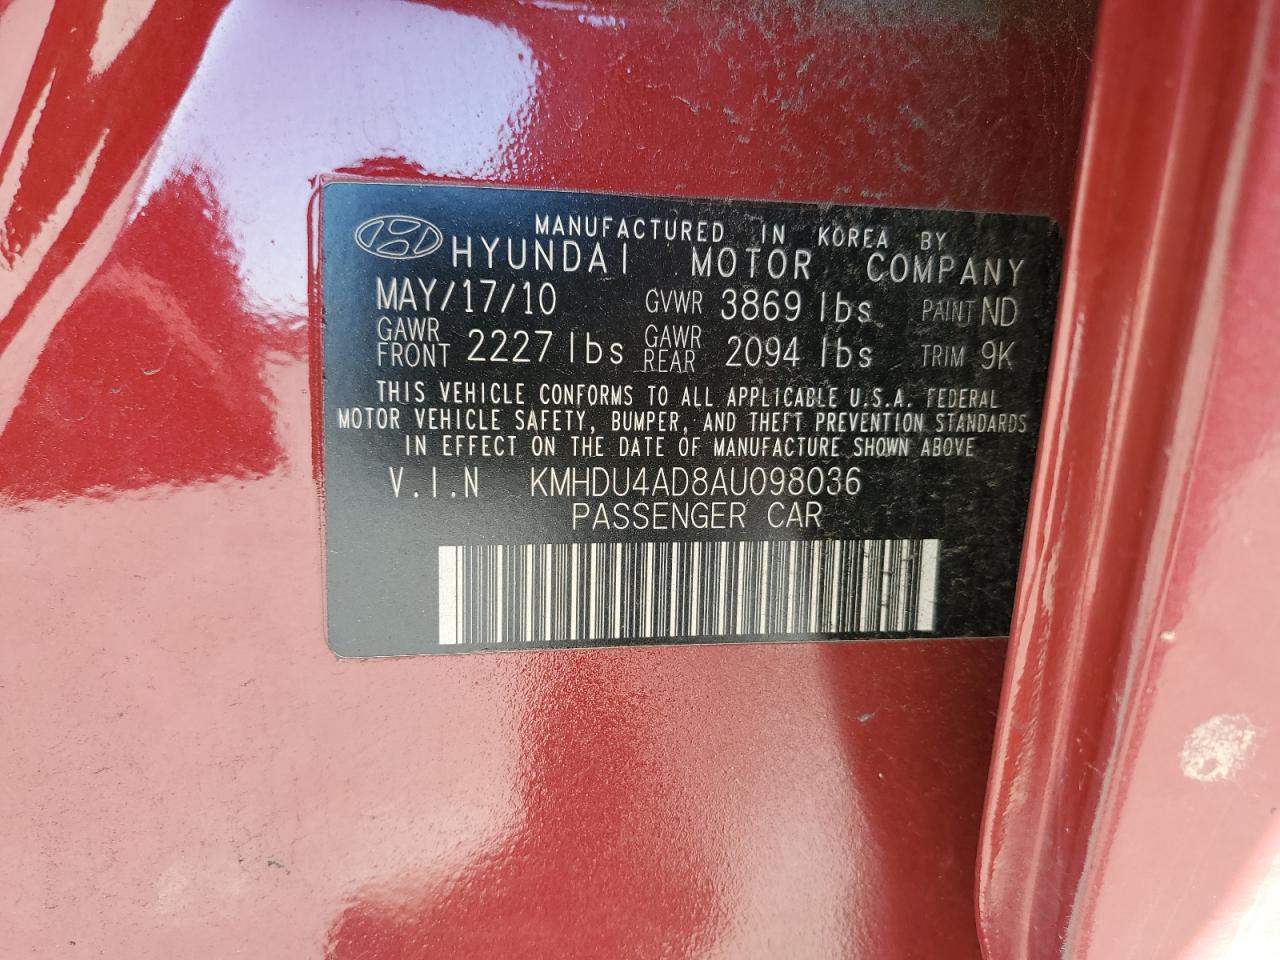 MANUFACTURED IN KOREA BY
HYUNDAI MOTOR COMPANY
MAY/17/10 GVWR 3869 lbs PAINT ND
GAWR FRONT 2227 lbs GAWR REAR 2094 lbs TRIM 9K
THIS VEHICLE CONFORMS TO ALL APPLICABLE U.S.A. FEDERAL
MOTOR VEHICLE SAFETY, BUMPER, AND THEFT PREVENTION STANDARDS
IN EFFECT ON THE DATE OF MANUFACTURE SHOWN ABOVE
V.I.N KMHDU4AD8AU098036
PASSENGER CAR